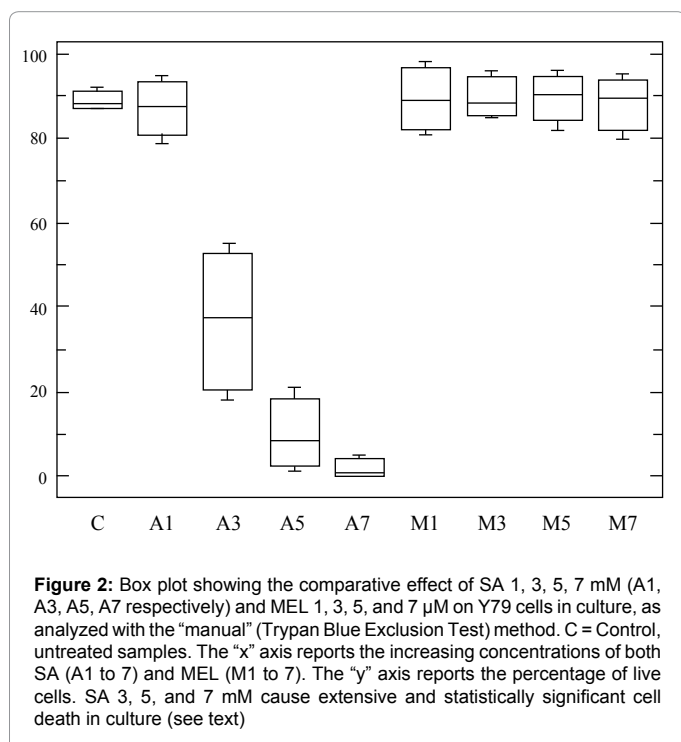 100
80
60
40
20
0
C A1 A3 A5 A7 M1 M3 M5 M7
Figure 2: Box plot showing the comparative effect of SA 1, 3, 5, 7 mM (A1,
A3, A5, A7 respectively) and MEL 1, 3, 5, and 7 µM on Y79 cells in culture, as
analyzed with the “manual” (Trypan Blue Exclusion Test) method. C = Control,
untreated samples. The “x” axis reports the increasing concentrations of both
SA (A1 to 7) and MEL (M1 to 7). The “y” axis reports the percentage of live
cells. SA 3, 5, and 7 mM cause extensive and statistically significant cell
death in culture (see text)